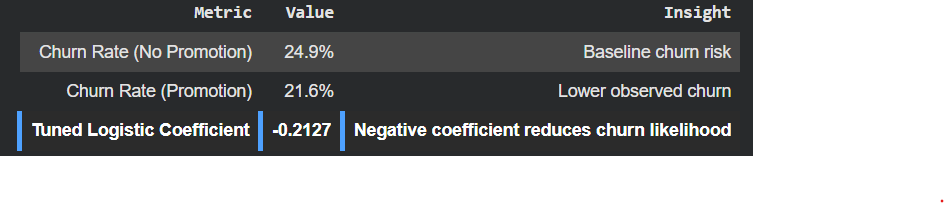 Metric Value Insight
Churn Rate (No Promotion) 24.9% Baseline churn risk
Churn Rate (Promotion) 21.6% Lower observed churn
Tuned Logistic Coefficient -0.2127 Negative coefficient reduces churn likelihood